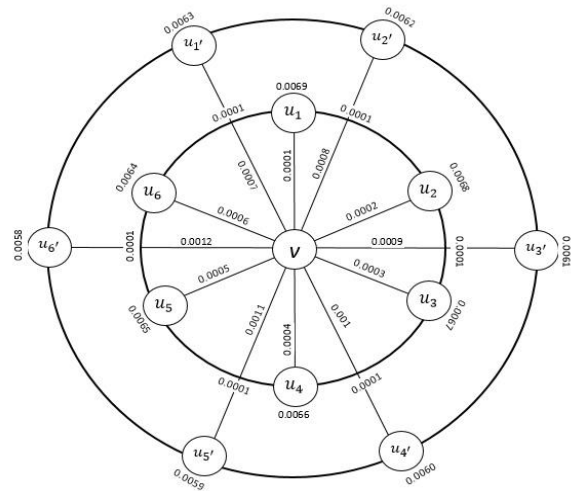 0.0063
0.0062
u₁′
u₂′
0.0069
0.0001
u₁
0.0001
0.0064
0.0068
u₆
0.0007
0.0001
0.0008
u₂
0.0006
0.0002
0.0058
u₆′
0.0001
0.0012
V
0.0009
0.0001
u₃′
0.0061
0.0005
0.0003
u₅
u₃
0.0065
0.0011
0.0004
0.001
0.0067
0.0001
u₄
0.0001
0.0066
u₅′
u₄′
0.0059
0.0060